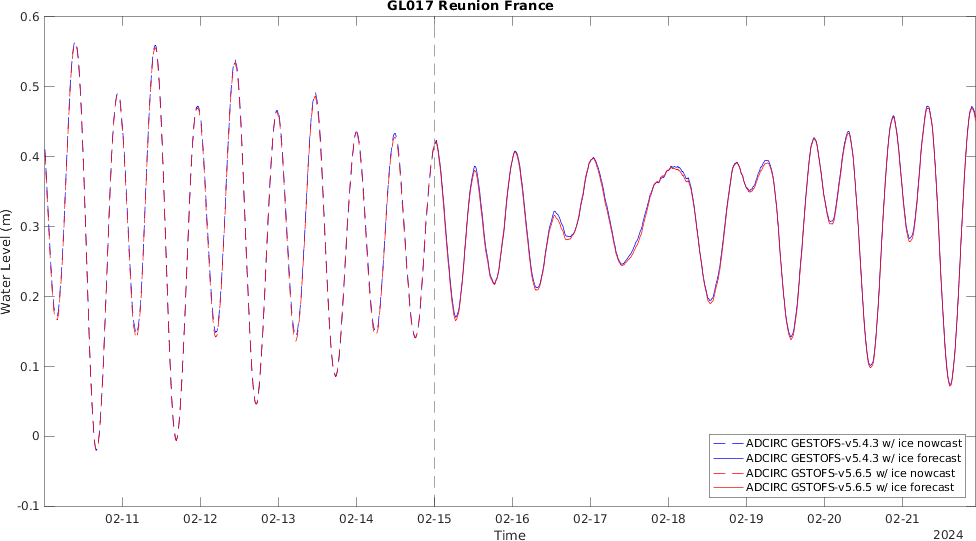 GL017 Reunion France
0.6
0.5
0.4
0.3
0.2
0.1
0
-0.1
Water Level (m)
ADCIRC GESTOFS-v5.4.3 w/ ice nowcast
ADCIRC GESTOFS-v5.4.3 w/ ice forecast
ADCIRC GSTOFS-v5.6.5 w/ ice nowcast
ADCIRC GSTOFS-v5.6.5 w/ ice forecast
02-11 02-12 02-13 02-14 02-15 02-16 02-17 02-18 02-19 02-20 02-21
Time
2024